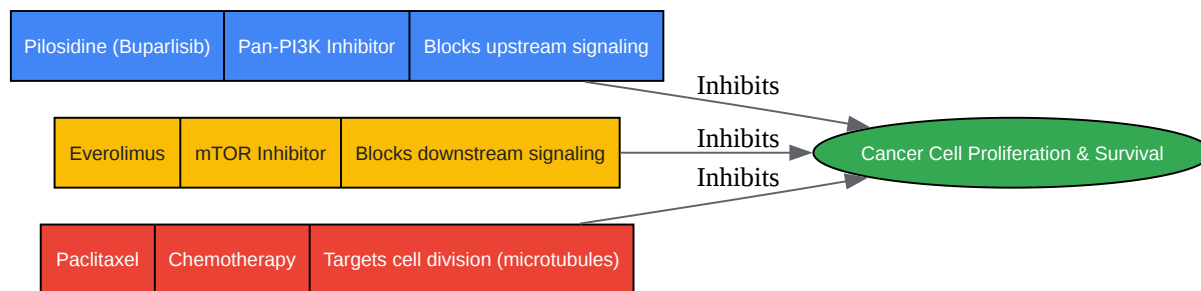 Pilosidine (Buparlisib) Pan-PI3K Inhibitor Blocks upstream signaling
Inhibits
Everolimus mTOR Inhibitor Blocks downstream signaling
Inhibits
Cancer Cell Proliferation & Survival
Inhibits
Paclitaxel Chemotherapy Targets cell division (microtubules)